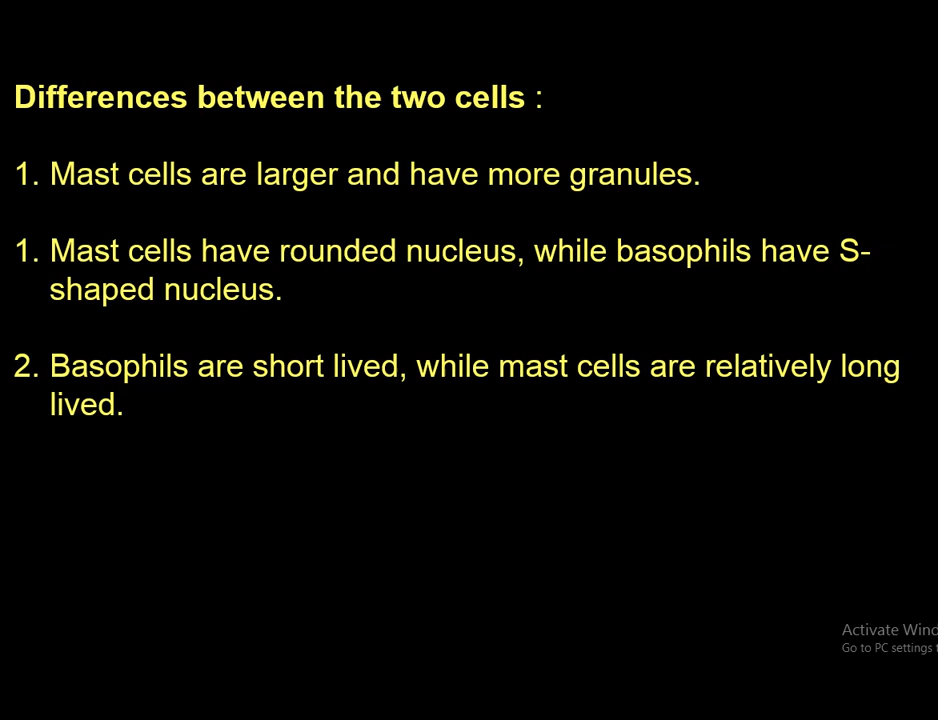 Differences between the two cells :
1. Mast cells are larger and have more granules.
1. Mast cells have rounded nucleus, while basophils have S-
shaped nucleus.
2. Basophils are short lived, while mast cells are relatively long
lived.
Activate Wind
Go to PC settings